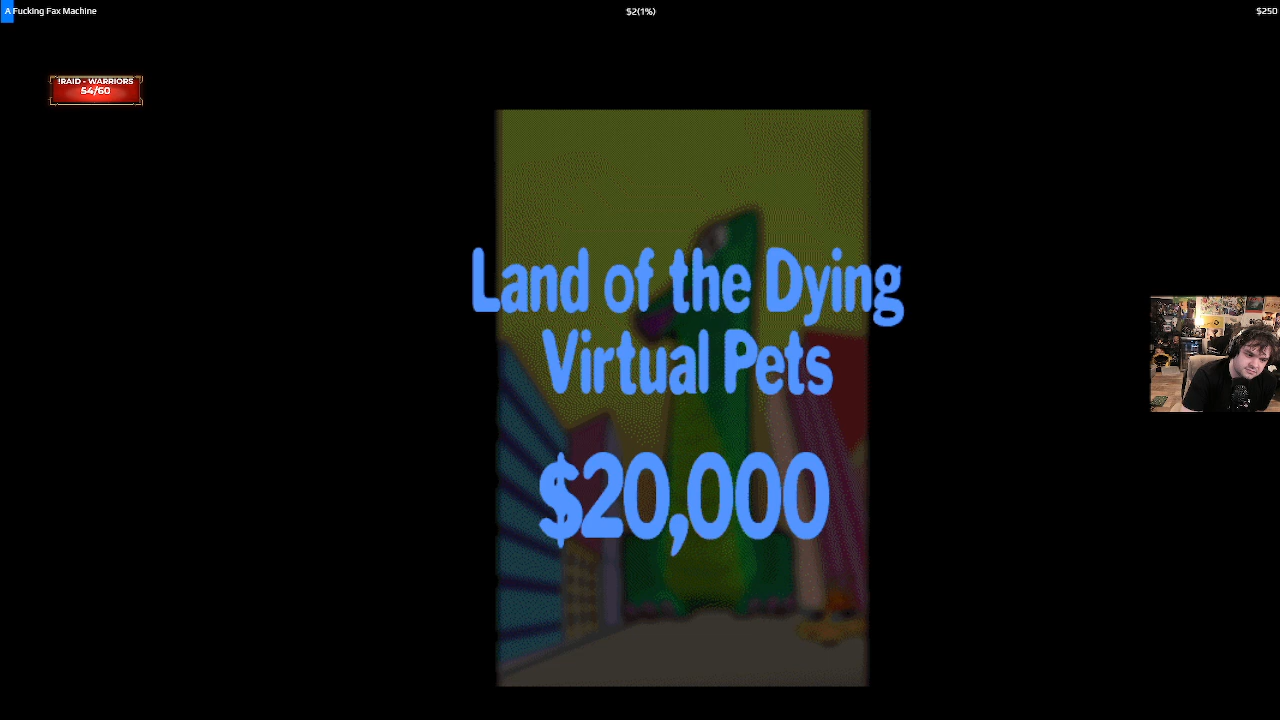 A Fucking Fax Machine
$2(1%)
$250
!RAID - WARRIORS
54/60
Land of the Dying
Virtual Pets
$20,000